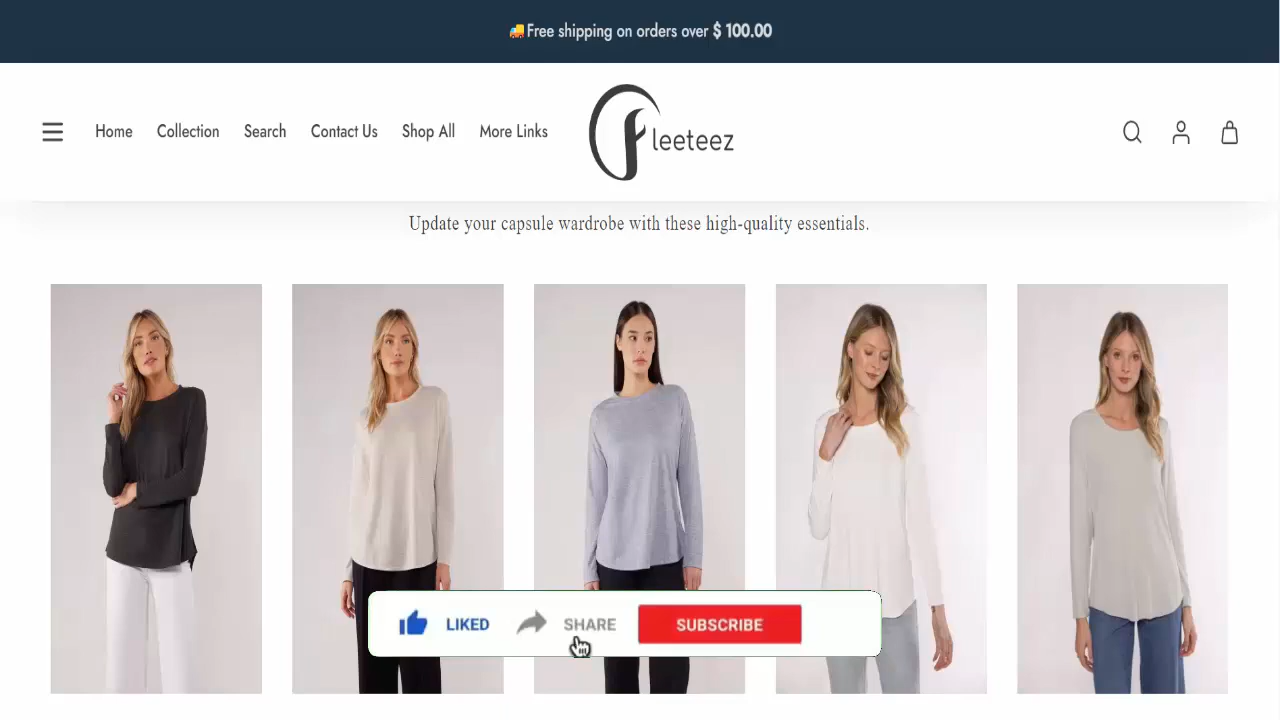 🚚Free shipping on orders over $ 100.00
Home Collection Search Contact Us Shop All More Links
Fleeteez
Update your capsule wardrobe with these high-quality essentials.
LIKED SHARE SUBSCRIBE